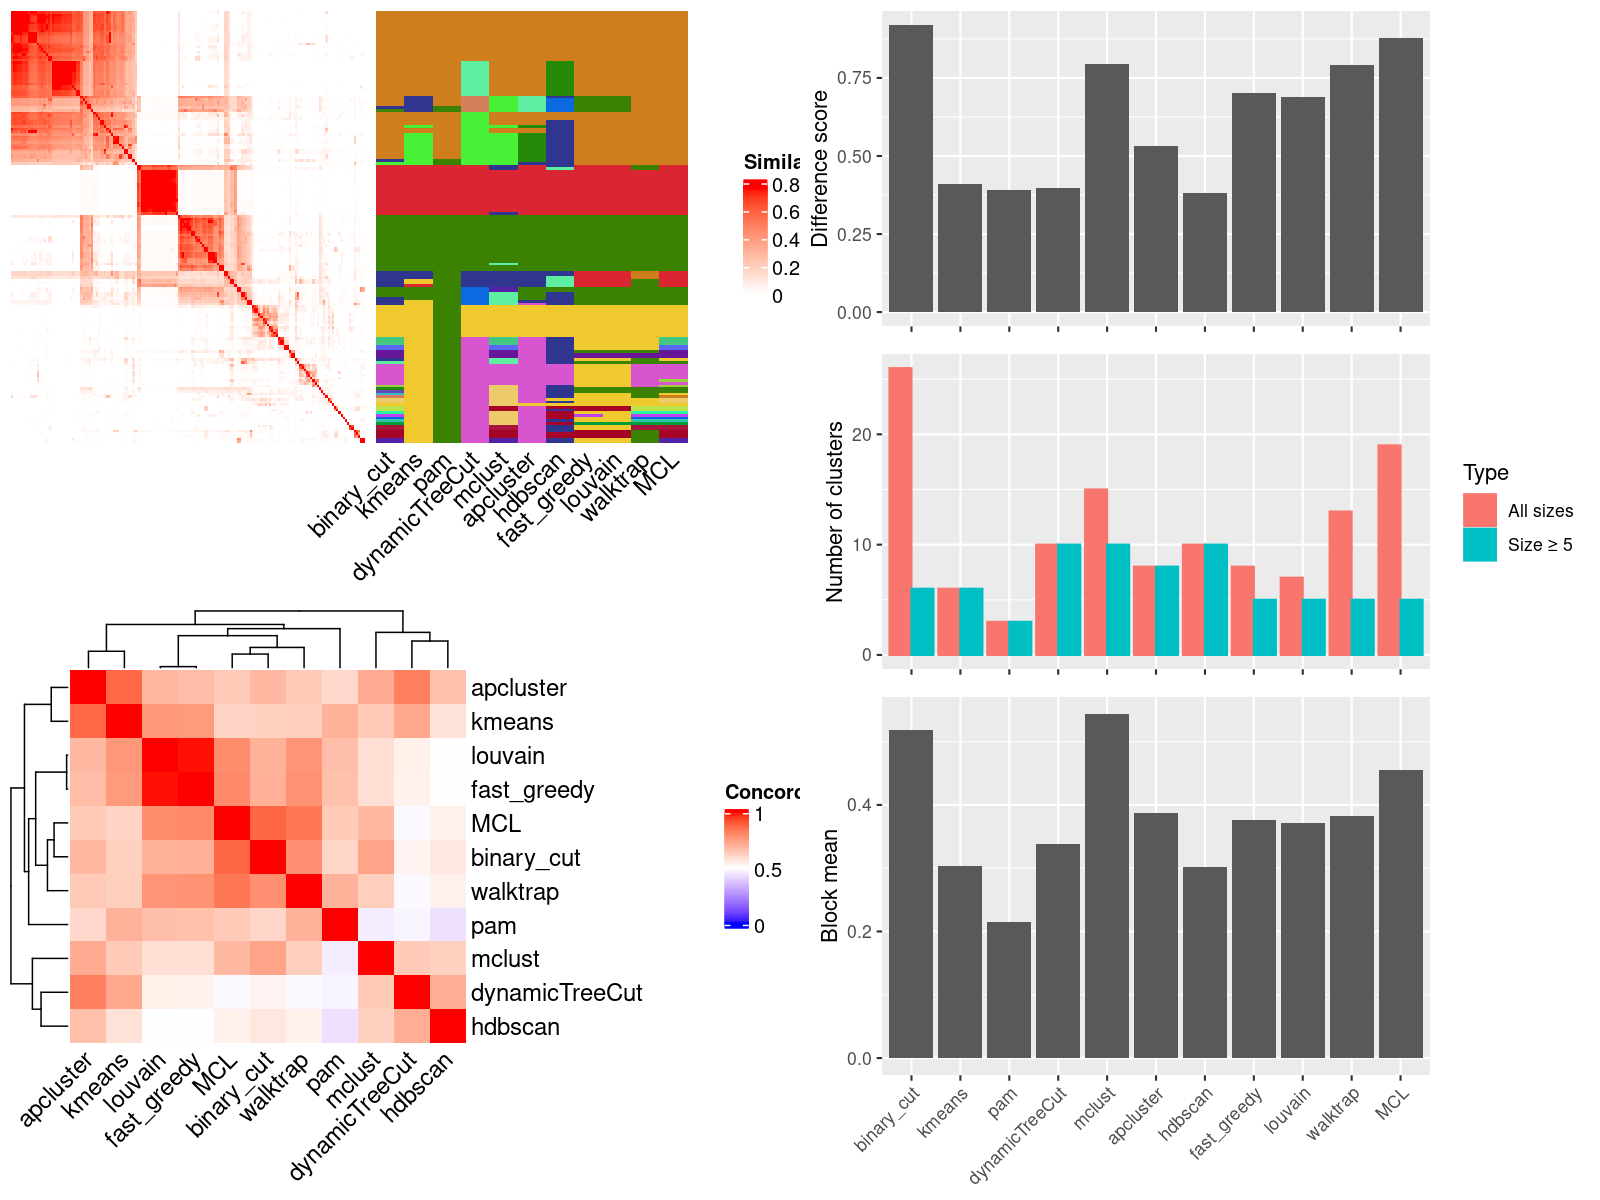 Simila
0.8
0.6
0.4
0.2
0
binary_cut
kmeans
pam
dynamicTreeCut
mclust
apcluster
hdbscan
fast_greedy
louvain
walktrap
MCL
Difference score
0.75
0.50
0.25
0.00
Number of clusters
20
10
0
Type
All sizes
Size ≥ 5
apcluster
kmeans
louvain
fast_greedy
MCL
binary_cut
walktrap
pam
mclust
dynamicTreeCut
hdbscan
apcluster
kmeans
louvain
fast_greedy
MCL
binary_cut
walktrap
pam
mclust
dynamicTreeCut
hdbscan
Concord
1
0.5
0
Block mean
0.4
0.2
0.0
binary_cut
kmeans
pam
dynamicTreeCut
mclust
apcluster
hdbscan
fast_greedy
louvain
walktrap
MCL